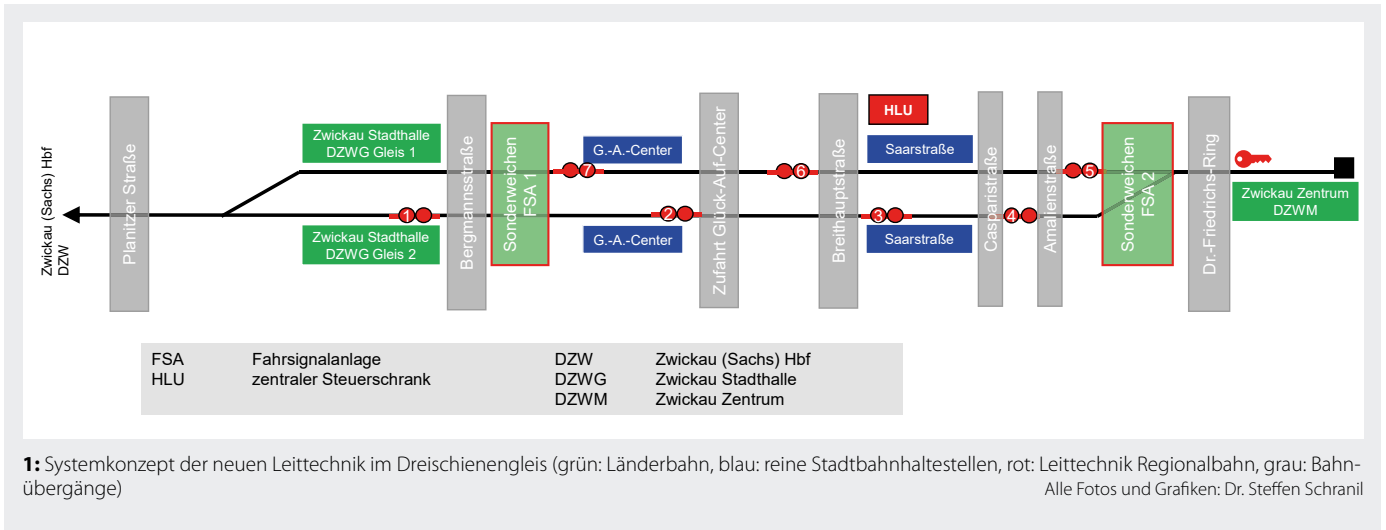 Zwickau (Sachs) Hbf
DZW
Planitzer Straße
Zwickau Stadthalle
DZWG Gleis 1
Zwickau Stadthalle
DZWG Gleis 2
1
Bergmannsstraße
Sonderweichen
FSA 1
7
G.-A.-Center
2
G.-A.-Center
Zufahrt Glück-Auf-Center
6
Breithauptstraße
HLU
Saarstraße
3
Saarstraße
Casparistraße
4
Amalienstraße
5
Sonderweichen
FSA 2
Dr.-Friedrichs-Ring
Zwickau Zentrum
DZWM
FSA Fahrsignalanlage DZW Zwickau (Sachs) Hbf
HLU zentraler Steuerschrank DZWG Zwickau Stadthalle
DZWM Zwickau Zentrum
1: Systemkonzept der neuen Leittechnik im Dreischienengleis (grün: Länderbahn, blau: reine Stadtbahnhaltestellen, rot: Leittechnik Regionalbahn, grau: Bahn-
übergänge) Alle Fotos und Grafiken: Dr. Steffen Schranil